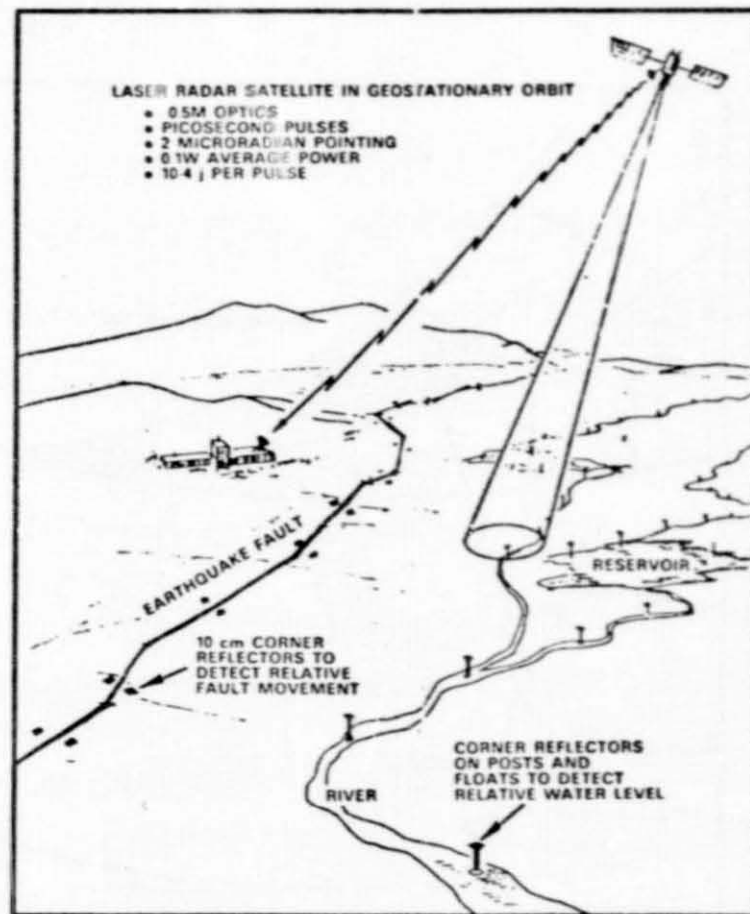 LASER RADAR SATELLITE IN GEOSTATIONARY ORBIT
• 0.5M OPTICS
• PICOSECOND PULSES
• 2 MICRORADIAN POINTING
• 0.1W AVERAGE POWER
• 10-4 j PER PULSE
EARTHQUAKE FAULT
RESERVOIR
10 cm CORNER
REFLECTORS TO
DETECT RELATIVE
FAULT MOVEMENT
CORNER REFLECTORS
ON POSTS AND
FLOATS TO DETECT
RELATIVE WATER LEVEL
RIVER